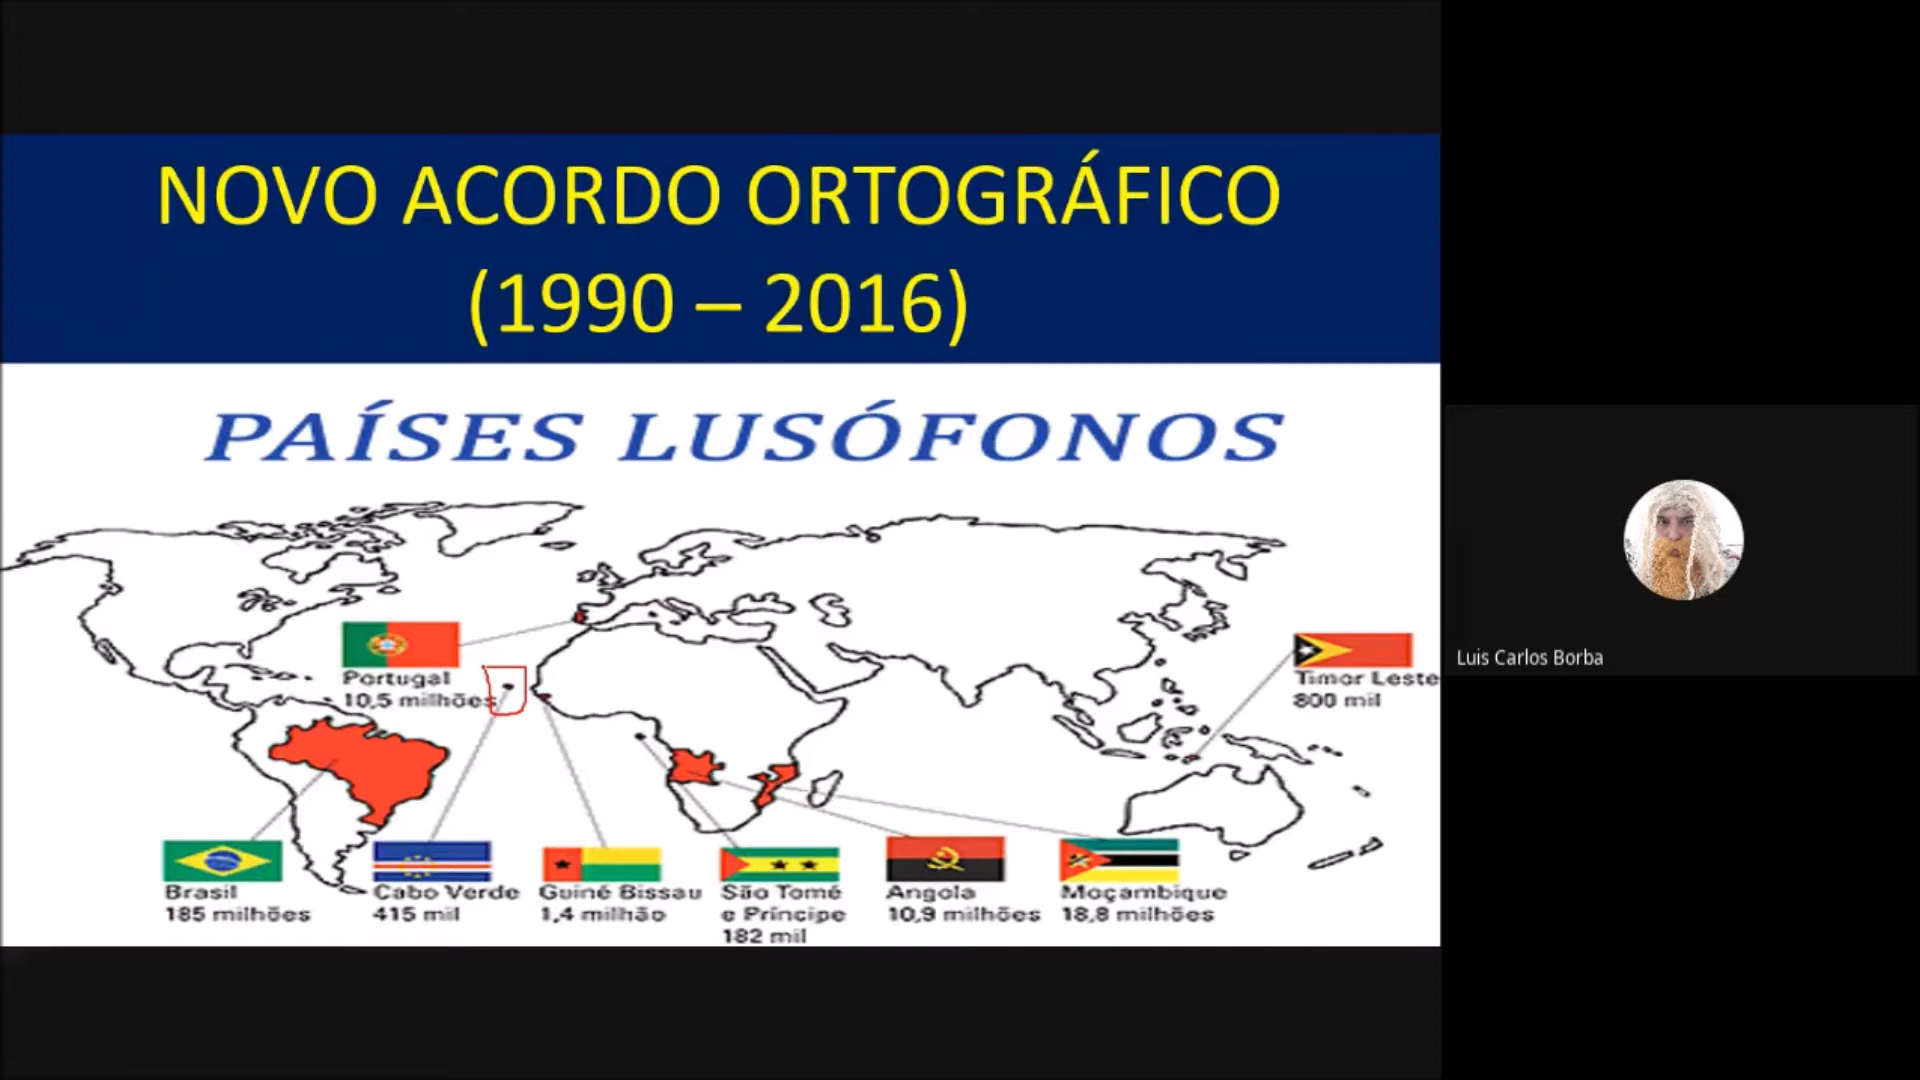 NOVO ACORDO ORTOGRÁFICO
(1990 – 2016)
PAÍSES LUSÓFONOS
Portugal
10,5 milhões
Timor Leste
800 mil
Brasil
185 milhões
Cabo Verde
415 mil
Guiné Bissau
1,4 milhão
São Tomé
e Príncipe
182 mil
Angola
10,9 milhões
Moçambique
18,8 milhões
Luis Carlos Borba